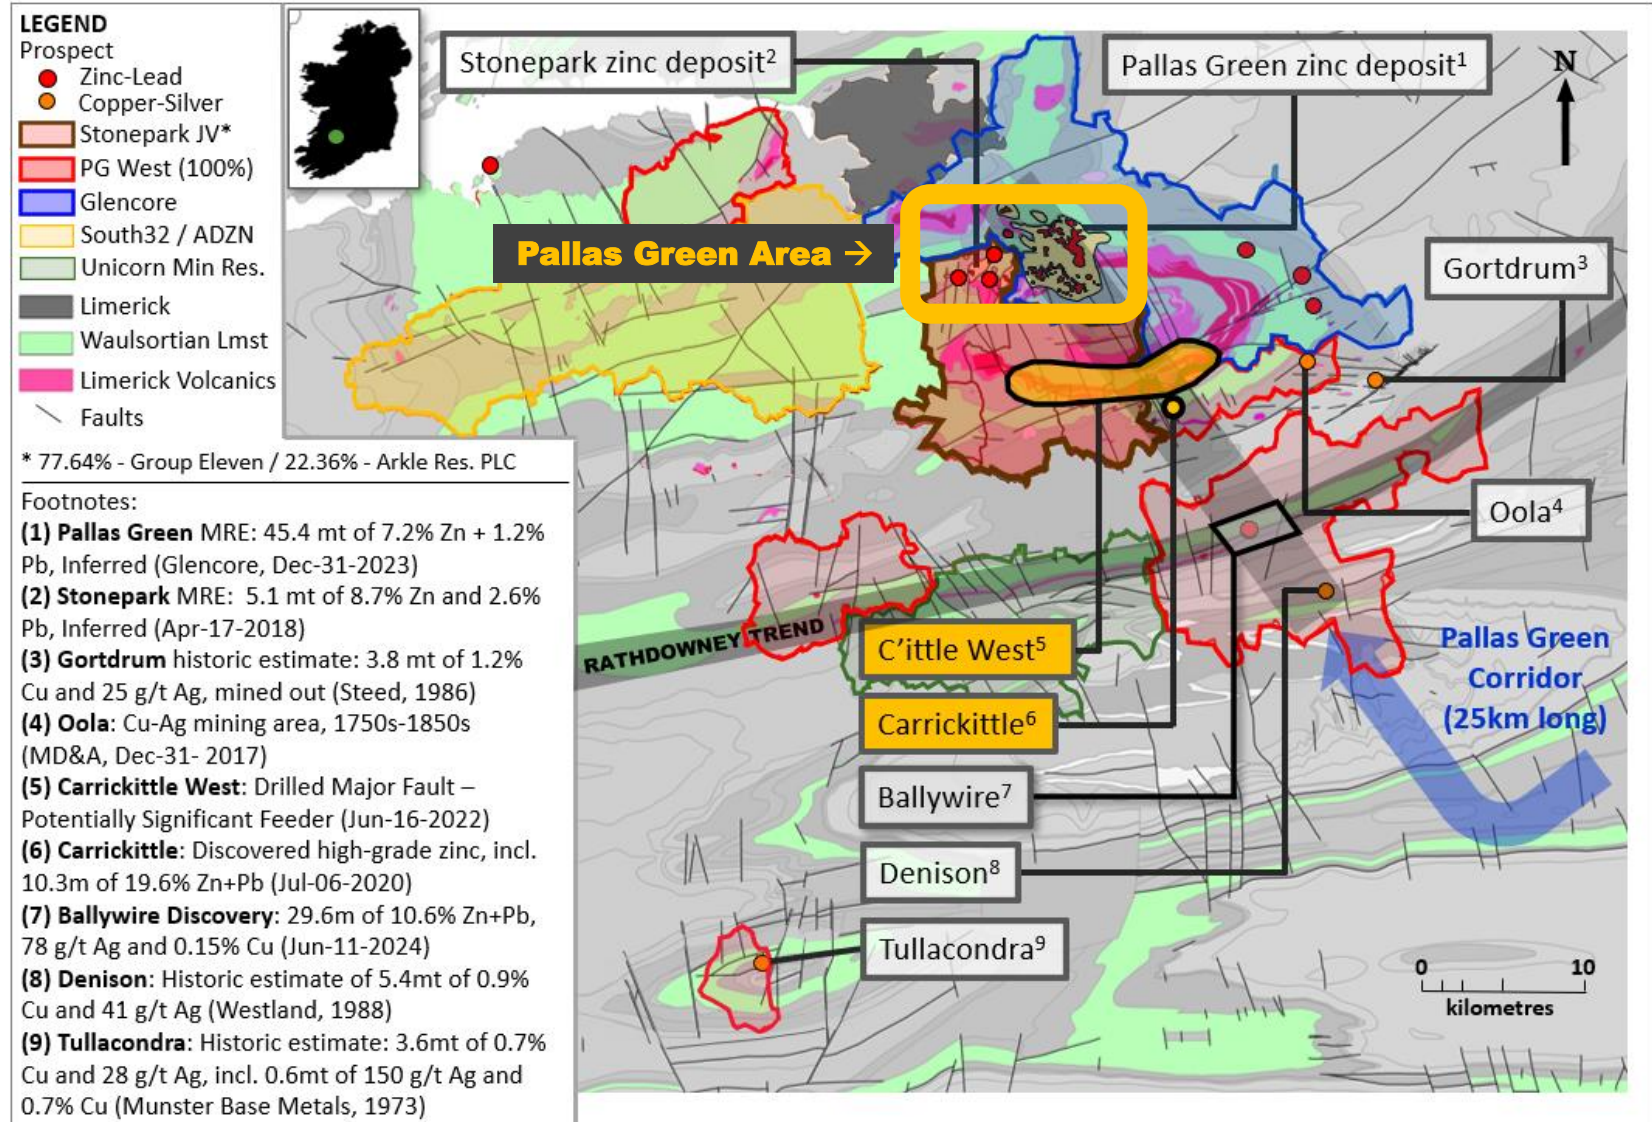 LEGEND
Prospect
Zinc-Lead
Copper-Silver
Stonepark JV*
PG West (100%)
Glencore
South32 / ADZN
Unicorn Min Res.
Limerick
Waulsortian Lmst
Limerick Volcanics
Faults
* 77.64% - Group Eleven / 22.36% - Arkle Res. PLC
Footnotes:
(1) Pallas Green MRE: 45.4 mt of 7.2% Zn + 1.2%
Pb, Inferred (Glencore, Dec-31-2023)
(2) Stonepark MRE: 5.1 mt of 8.7% Zn and 2.6%
Pb, Inferred (Apr-17-2018)
(3) Gortdrum historic estimate: 3.8 mt of 1.2%
Cu and 25 g/t Ag, mined out (Steed, 1986)
(4) Oola: Cu-Ag mining area, 1750s-1850s
(MD&A, Dec-31- 2017)
(5) Carrickittle West: Drilled Major Fault –
Potentially Significant Feeder (Jun-16-2022)
(6) Carrickittle: Discovered high-grade zinc, incl.
10.3m of 19.6% Zn+Pb (Jul-06-2020)
(7) Ballywire Discovery: 29.6m of 10.6% Zn+Pb,
78 g/t Ag and 0.15% Cu (Jun-11-2024)
(8) Denison: Historic estimate of 5.4mt of 0.9%
Cu and 41 g/t Ag (Westland, 1988)
(9) Tullacondra: Historic estimate: 3.6mt of 0.7%
Cu and 28 g/t Ag, incl. 0.6mt of 150 g/t Ag and
0.7% Cu (Munster Base Metals, 1973)
Stonepark zinc deposit²
Pallas Green zinc deposit¹
N
Pallas Green Area →
Gortdrum³
Oola⁴
RATHDOWNEY TREND
C'ittle West⁵
Carrickittle⁶
Ballywire⁷
Denison⁸
Tullacondra⁹
Pallas Green
Corridor
(25km long)
0 10
kilometres